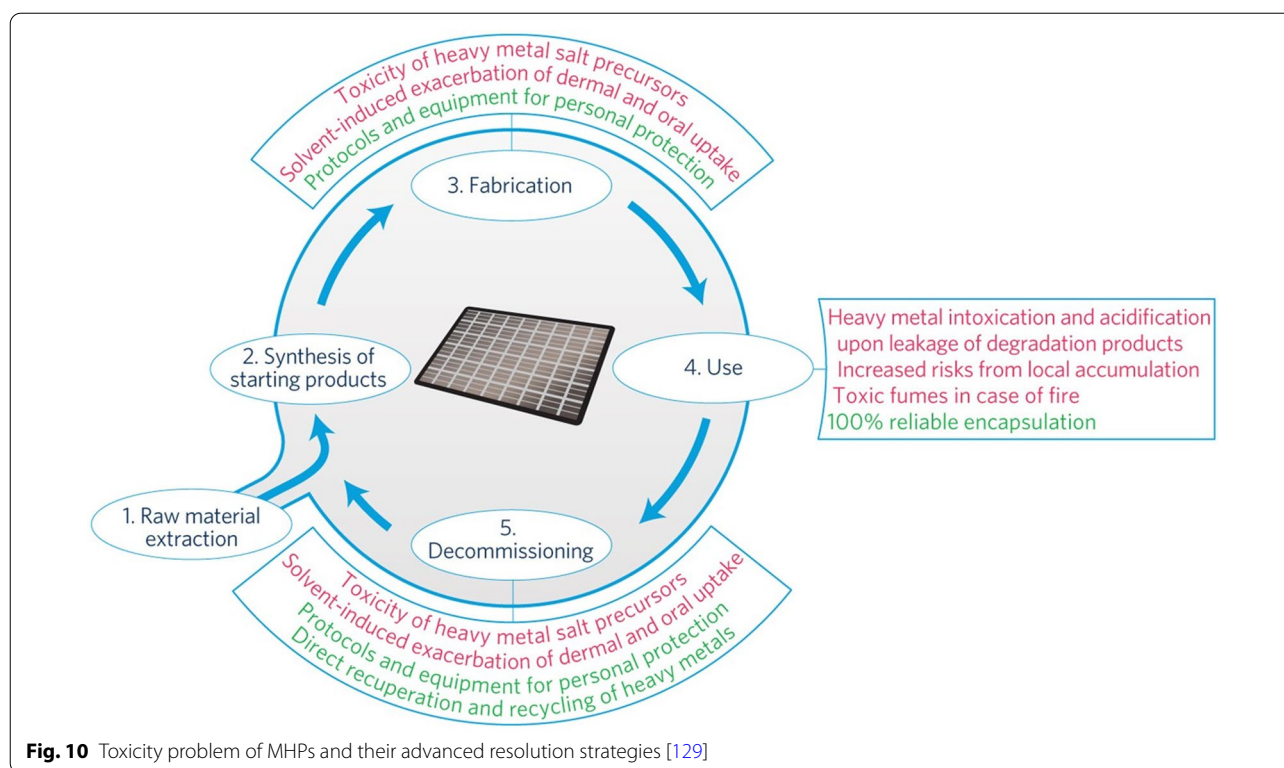 Toxicity of heavy metal salt precursors
Solvent-induced exacerbation of dermal and oral uptake
Protocols and equipment for personal protection
3. Fabrication
2. Synthesis of
starting products
4. Use
Heavy metal intoxication and acidification
upon leakage of degradation products
Increased risks from local accumulation
Toxic fumes in case of fire
100% reliable encapsulation
1. Raw material
extraction
5.
Decommissioning
Toxicity of heavy metal salt precursors
Solvent-induced exacerbation of dermal and oral uptake
Protocols and equipment for personal protection
Direct recuperation and recycling of heavy metals
Fig. 10 Toxicity problem of MHPs and their advanced resolution strategies [129]